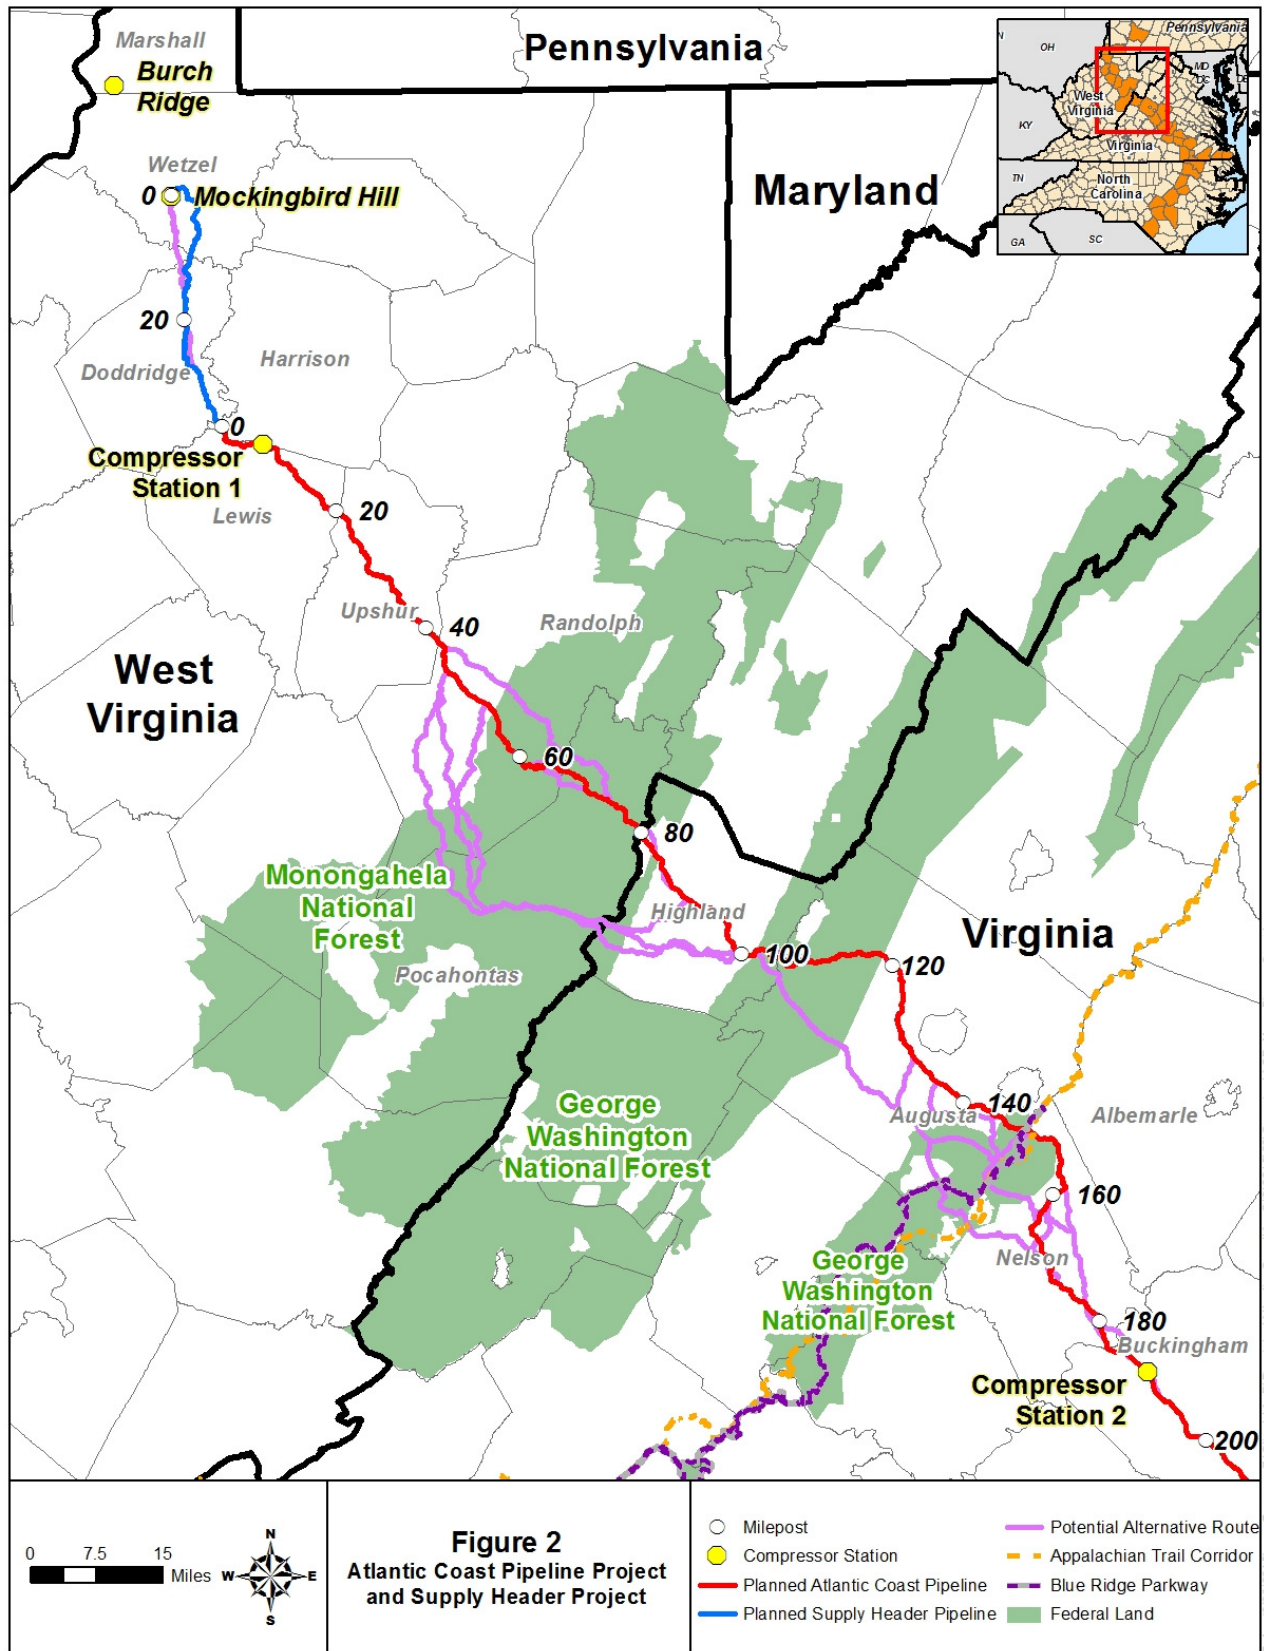 Marshall
Burch
Ridge
Pennsylvania
Wetzel
0
Mockingbird Hill
Maryland
20
Doddridge
Harrison
0
Compressor
Station 1
Lewis
20
Upshur
40
Randolph
West
Virginia
60
80
Monongahela
National
Forest
Highland
Virginia
Pocahontas
100
120
George
Washington
National Forest
Augusta
140
Albemarle
160
Nelson
George
Washington
National Forest
180
Buckingham
Compressor
Station 2
200
N
OH
Pennsylvania
MD
DC
DE
West
Virginia
KY
Virginia
TN
North
Carolina
GA
SC
0 7.5 15
Miles
N
W E
S
Figure 2
Atlantic Coast Pipeline Project
and Supply Header Project
Milepost
Compressor Station
Planned Atlantic Coast Pipeline
Planned Supply Header Pipeline
Potential Alternative Route
Appalachian Trail Corridor
Blue Ridge Parkway
Federal Land